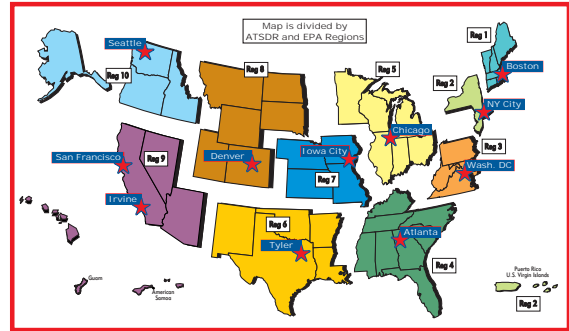 Map is divided by
ATSDR and EPA Regions
Seattle
Reg 10
Reg 8
Reg 5
Reg 1
Boston
Reg 2
NY City
Chicago
Reg 3
Wash. DC
San Francisco
Reg 9
Denver
Iowa City
Reg 7
Irvine
Reg 6
Tyler
Atlanta
Reg 4
Guam
American
Samoa
Puerto Rico
U.S. Virgin Islands
Reg 2